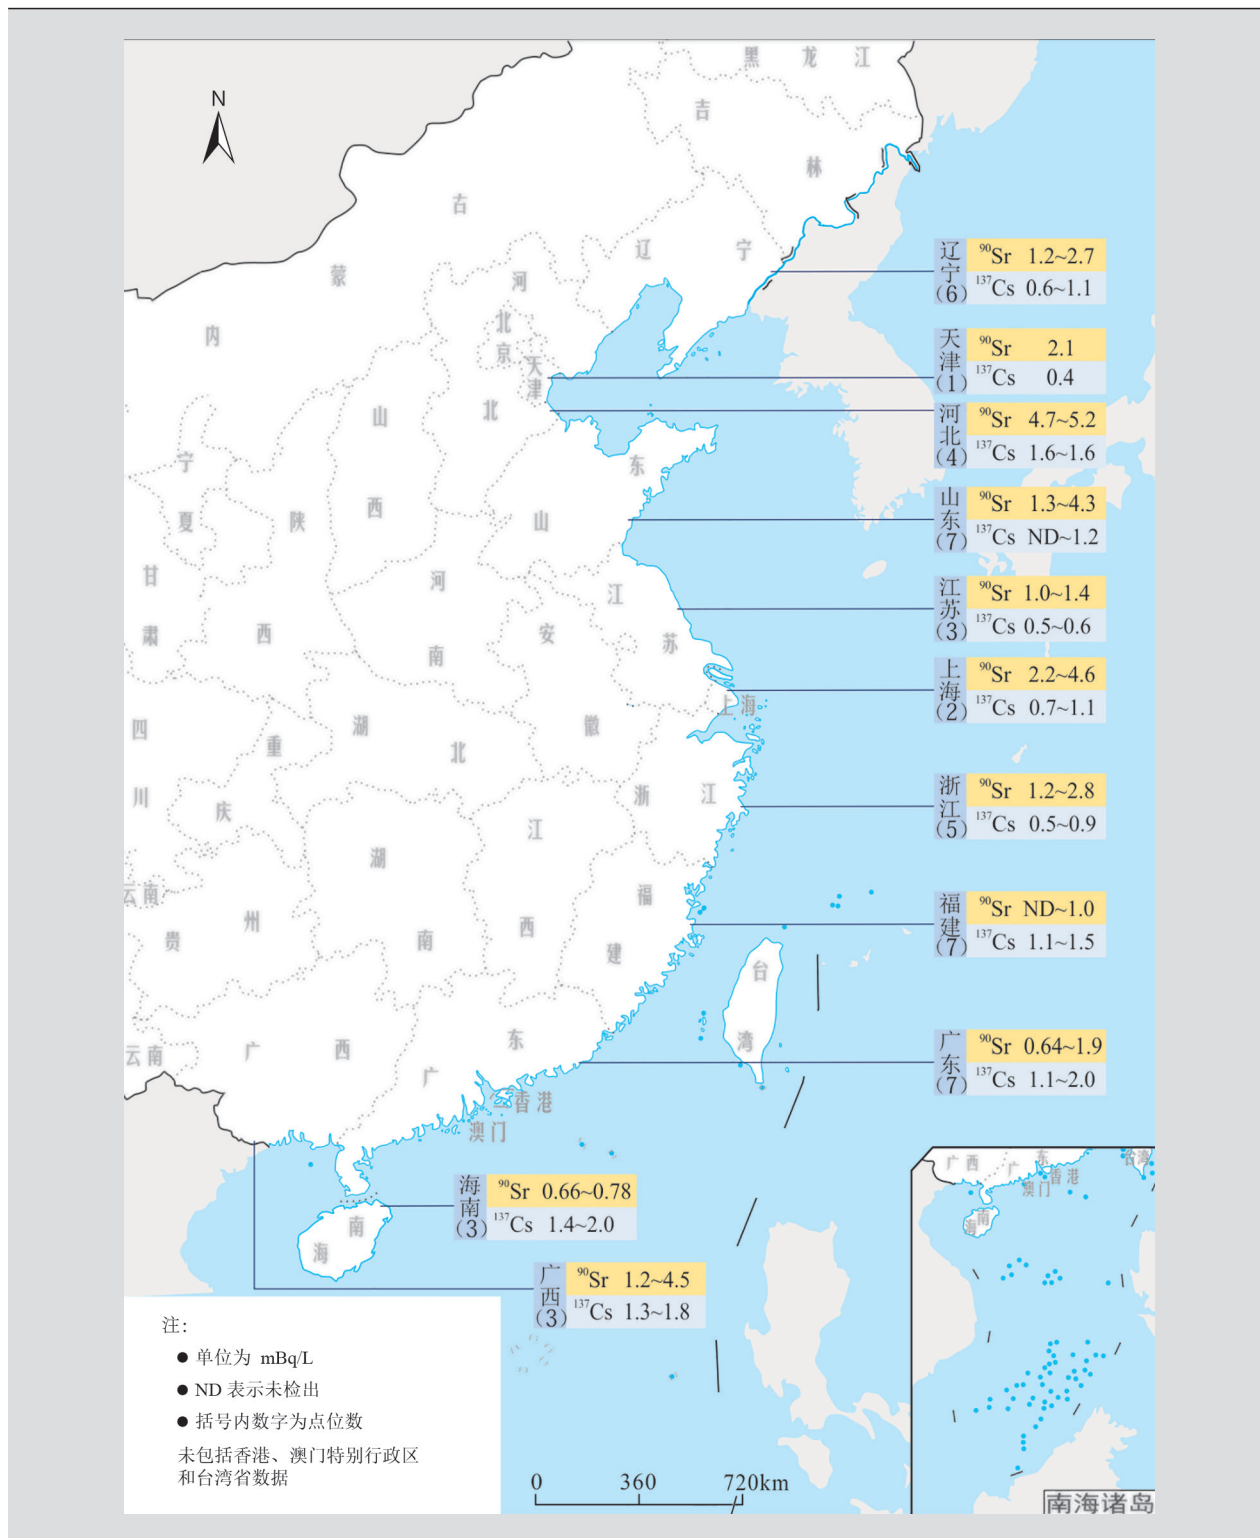 N
黑 龙 江
吉
林
古
辽 宁
蒙
河
内
北
京
天
津
北
山
西
宁
夏
陕
西
甘
肃
东
山
河
南
江
苏
安
徽
上海
四
川
重
庆
湖
北
浙 江
江
西
湖
南
云南
贵
州
福
建
台
湾
云南
广 西
广
东
香港
澳门
海
南
辽宁(6)
⁹⁰Sr 1.2~2.7
¹³⁷Cs 0.6~1.1
天津(1)
⁹⁰Sr 2.1
¹³⁷Cs 0.4
河北(4)
⁹⁰Sr 4.7~5.2
¹³⁷Cs 1.6~1.6
山东(7)
⁹⁰Sr 1.3~4.3
¹³⁷Cs ND~1.2
江苏(3)
⁹⁰Sr 1.0~1.4
¹³⁷Cs 0.5~0.6
上海(2)
⁹⁰Sr 2.2~4.6
¹³⁷Cs 0.7~1.1
浙江(5)
⁹⁰Sr 1.2~2.8
¹³⁷Cs 0.5~0.9
福建(7)
⁹⁰Sr ND~1.0
¹³⁷Cs 1.1~1.5
广东(7)
⁹⁰Sr 0.64~1.9
¹³⁷Cs 1.1~2.0
海南(3)
⁹⁰Sr 0.66~0.78
¹³⁷Cs 1.4~2.0
广西(3)
⁹⁰Sr 1.2~4.5
¹³⁷Cs 1.3~1.8
注:
● 单位为 mBq/L
● ND 表示未检出
● 括号内数字为点位数
未包括香港、澳门特别行政区
和台湾省数据
0 360 720km
广 西
广
东
香港
澳门
台湾
海
南
南海诸岛